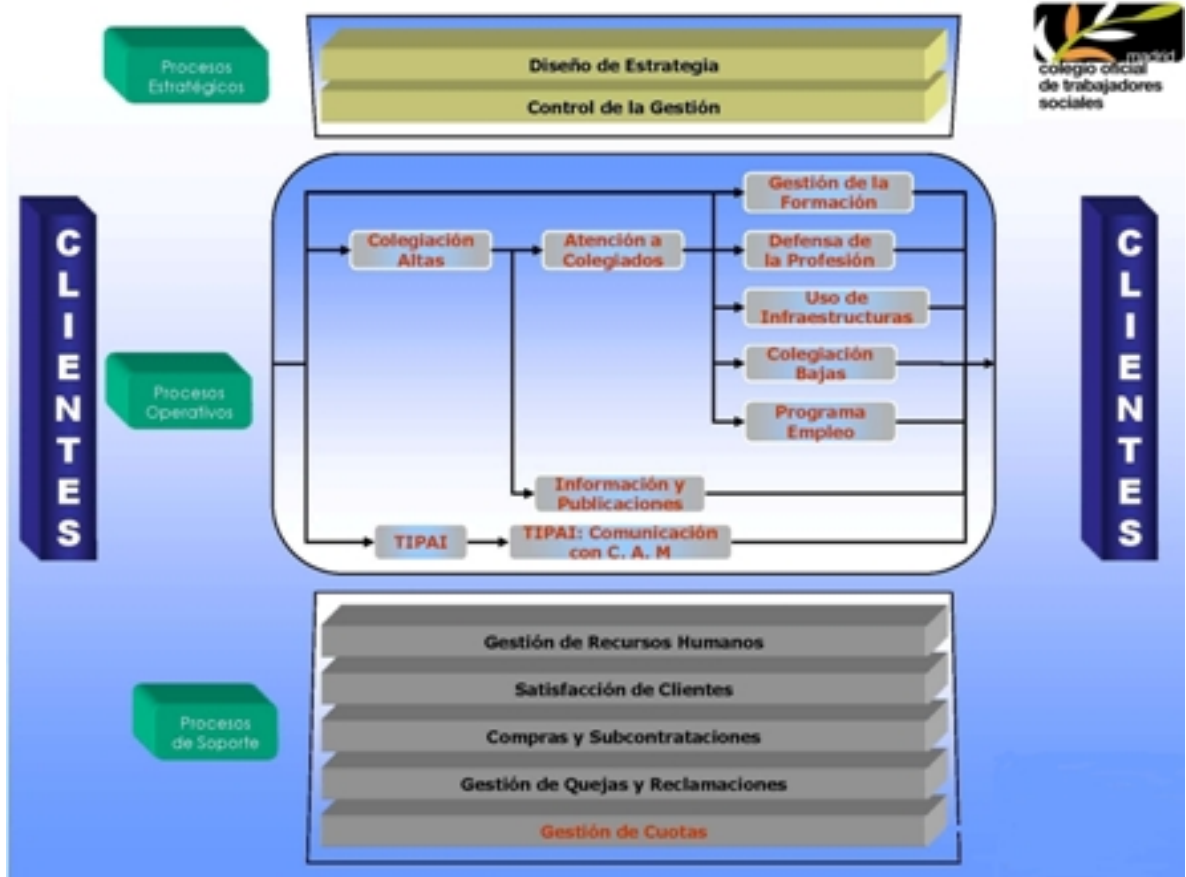 Procesos
Estratégicos
Diseño de Estrategia
Control de la Gestión
madrid
colegio oficial
de trabajadores
sociales
CLIENTES
Procesos
Operativos
Gestión de la
Formación
Colegiación
Altas
Atención a
Colegiados
Defensa de
la Profesión
Uso de
Infraestructuras
Colegiación
Bajas
Programa
Empleo
Información y
Publicaciones
TIPAI
TIPAI: Comunicación
con C. A. M
CLIENTES
Procesos
de Soporte
Gestión de Recursos Humanos
Satisfacción de Clientes
Compras y Subcontrataciones
Gestión de Quejas y Reclamaciones
Gestión de Cuotas